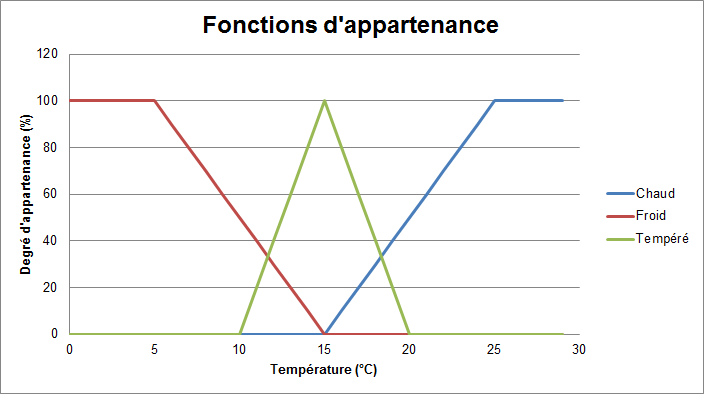 Fonctions d'appartenance
120
100
80
60
40
20
0
Degré d'appartenance (%)
0 5 10 15 20 25 30
Température (°C)
Chaud
Froid
Tempéré